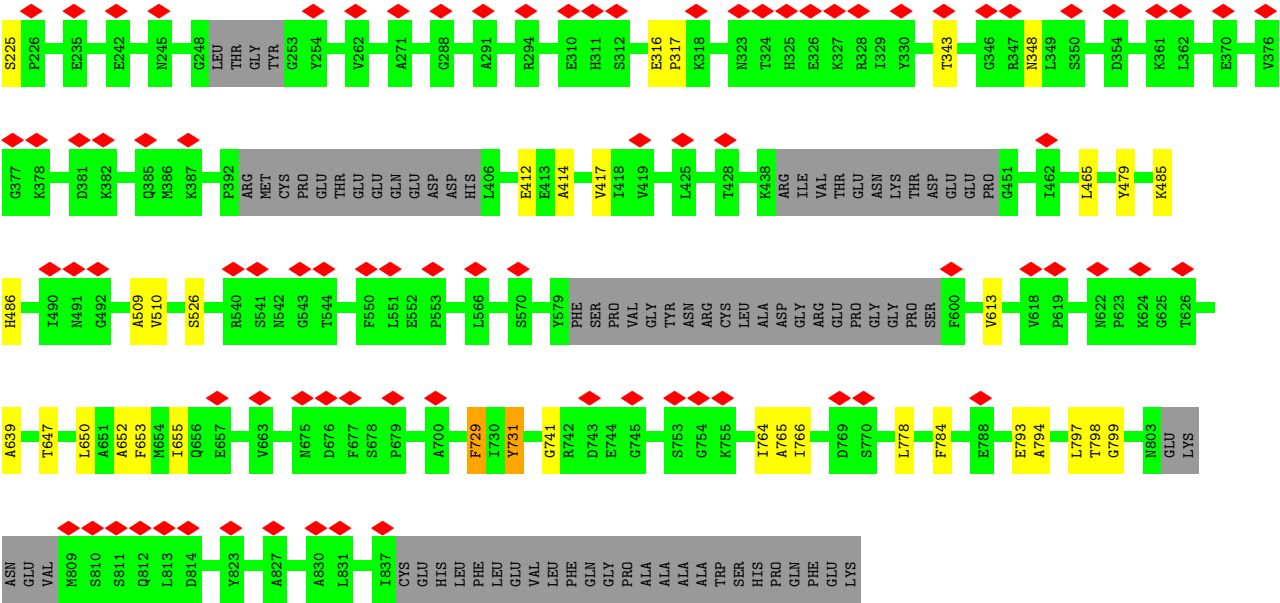 S225 P226 E235 E242 N245 G248 LEU THR GLY TYR G253 Y254 V262 A271 G288 A291 R294 E310 H311 S312 E316 P317 K318 N323 T324 H325 E326 K327 R328 I329 Y330 T343 G346 R347 N348 L349 S350 D354 K361 L362 E370 V376
G377 K378 D381 K382 Q385 M386 K387 P392 ARG MET CYS PRO GLU THR GLU GLU GLN GLU ASP ASP HIS L406 E412 E413 A414 V417 I418 V419 L425 T428 K438 ARG ILE VAL THR GLU ASN LYS THR ASP GLU GLU PRO G451 I462 L465 Y479 K485
H486 I490 N491 G492 A509 V510 S526 R540 S541 N542 G543 T544 F550 L551 E552 P553 L566 S570 Y579 PHE SER PRO VAL GLY TYR ASN ARG CYS LEU ALA ASP GLY ARG GLU PRO GLY GLY PRO SER F600 V613 V618 P619 N622 P623 K624 G625 T626
A639 T647 L650 A651 A652 F653 M654 I655 Q656 E657 V663 N675 D676 F677 S678 P679 A700 F729 I730 Y731 G741 R742 D743 E744 G745 S753 G754 K755 I764 A765 I766 D769 S770 L778 F784 E788 E793 A794 L797 T798 G799 N803 GLU LYS
ASN GLU VAL M809 S810 S811 Q812 L813 D814 Y823 A827 A830 L831 I837 CYS GLU HIS LEU PHE LEU GLU VAL LEU PHE GLN GLY PRO ALA ALA ALA ALA TRP SER HIS PRO GLN PHE GLU LYS